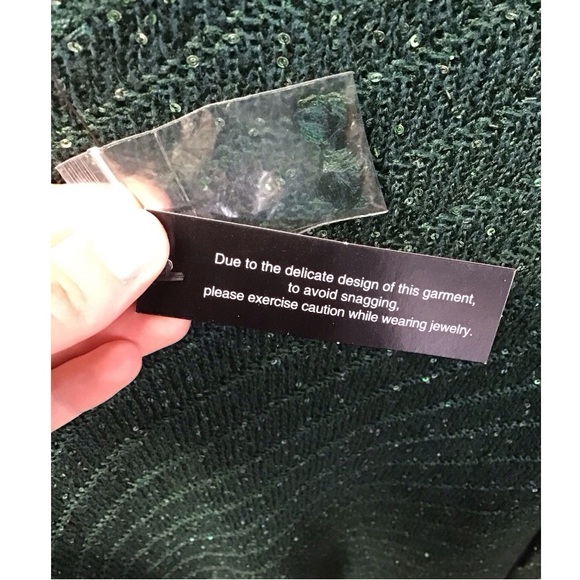 Due to the delicate design of this garment,
to avoid snagging,
please exercise caution while wearing jewelry.